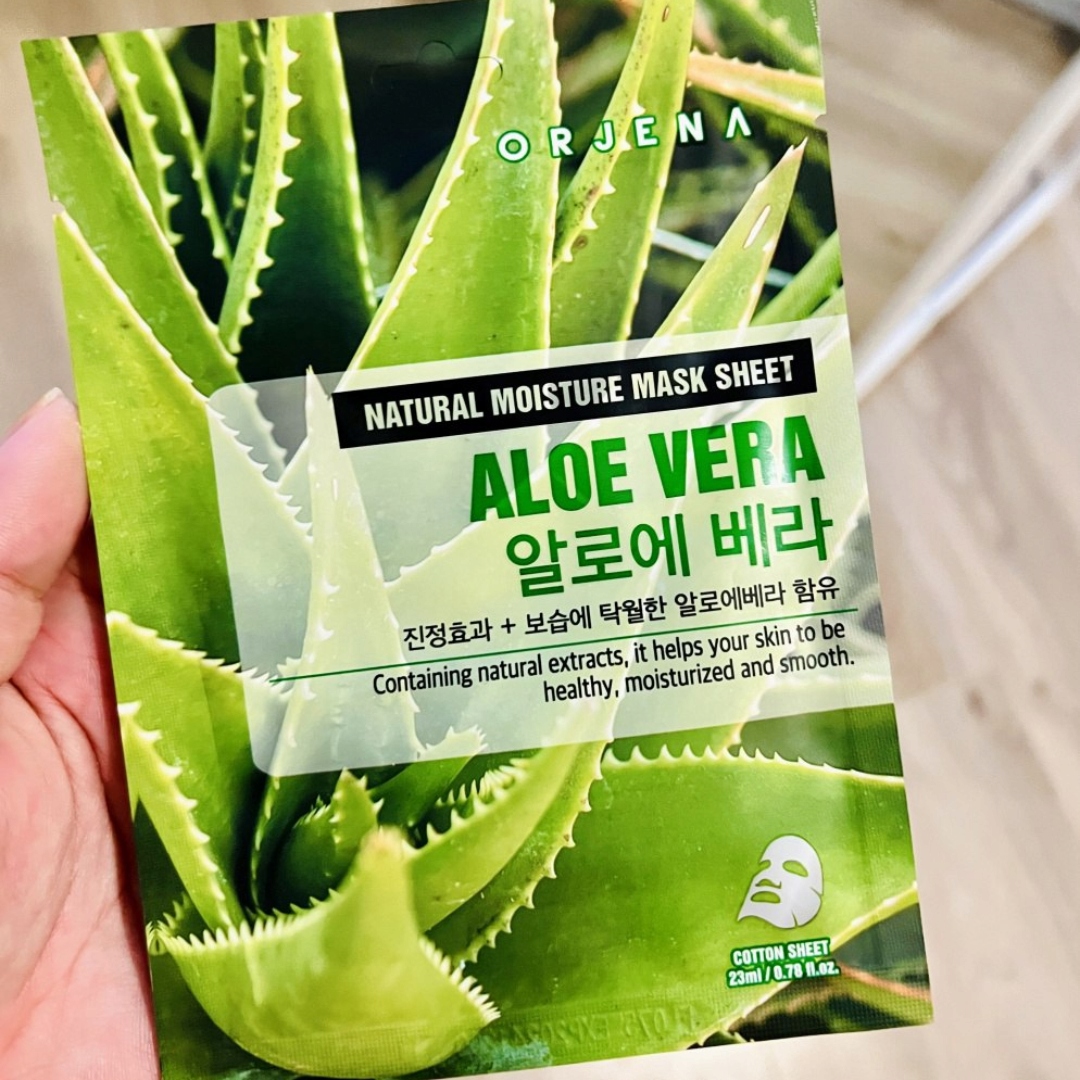 ORJENA
NATURAL MOISTURE MASK SHEET
ALOE VERA
알로에 베라
진정효과 + 보습에 탁월한 알로에베라 함유
Containing natural extracts, it helps your skin to be
healthy, moisturized and smooth.
COTTON SHEET
23ml / 0.78 fl.oz.